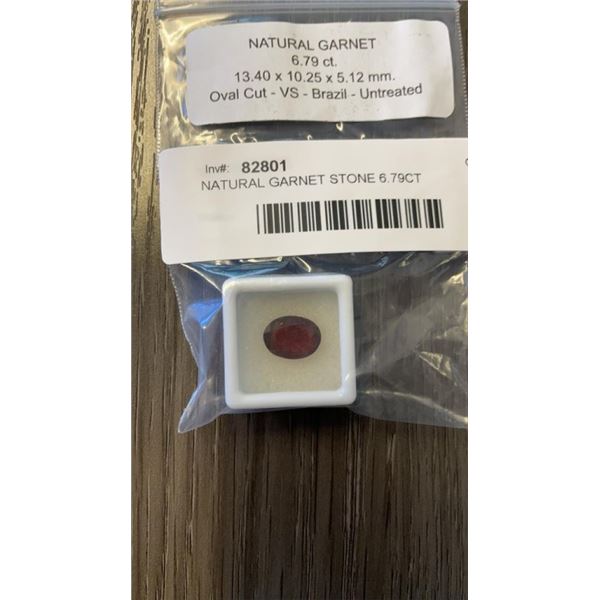 NATURAL GARNET
6.79 ct.
13.40 x 10.25 x 5.12 mm.
Oval Cut - VS - Brazil - Untreated
Inv#: 82801
NATURAL GARNET STONE 6.79CT